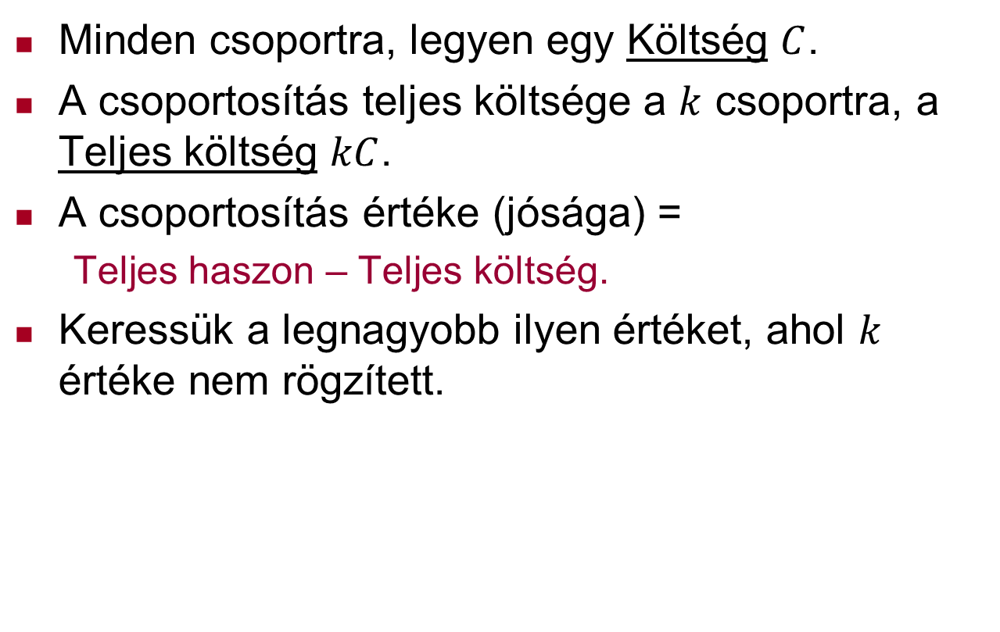 Minden csoportra, legyen egy Költség C.
A csoportosítás teljes költsége a k csoportra, a
Teljes költség kC.
A csoportosítás értéke (jósága) =
Teljes haszon – Teljes költség.
Keressük a legnagyobb ilyen értéket, ahol k
értéke nem rögzített.